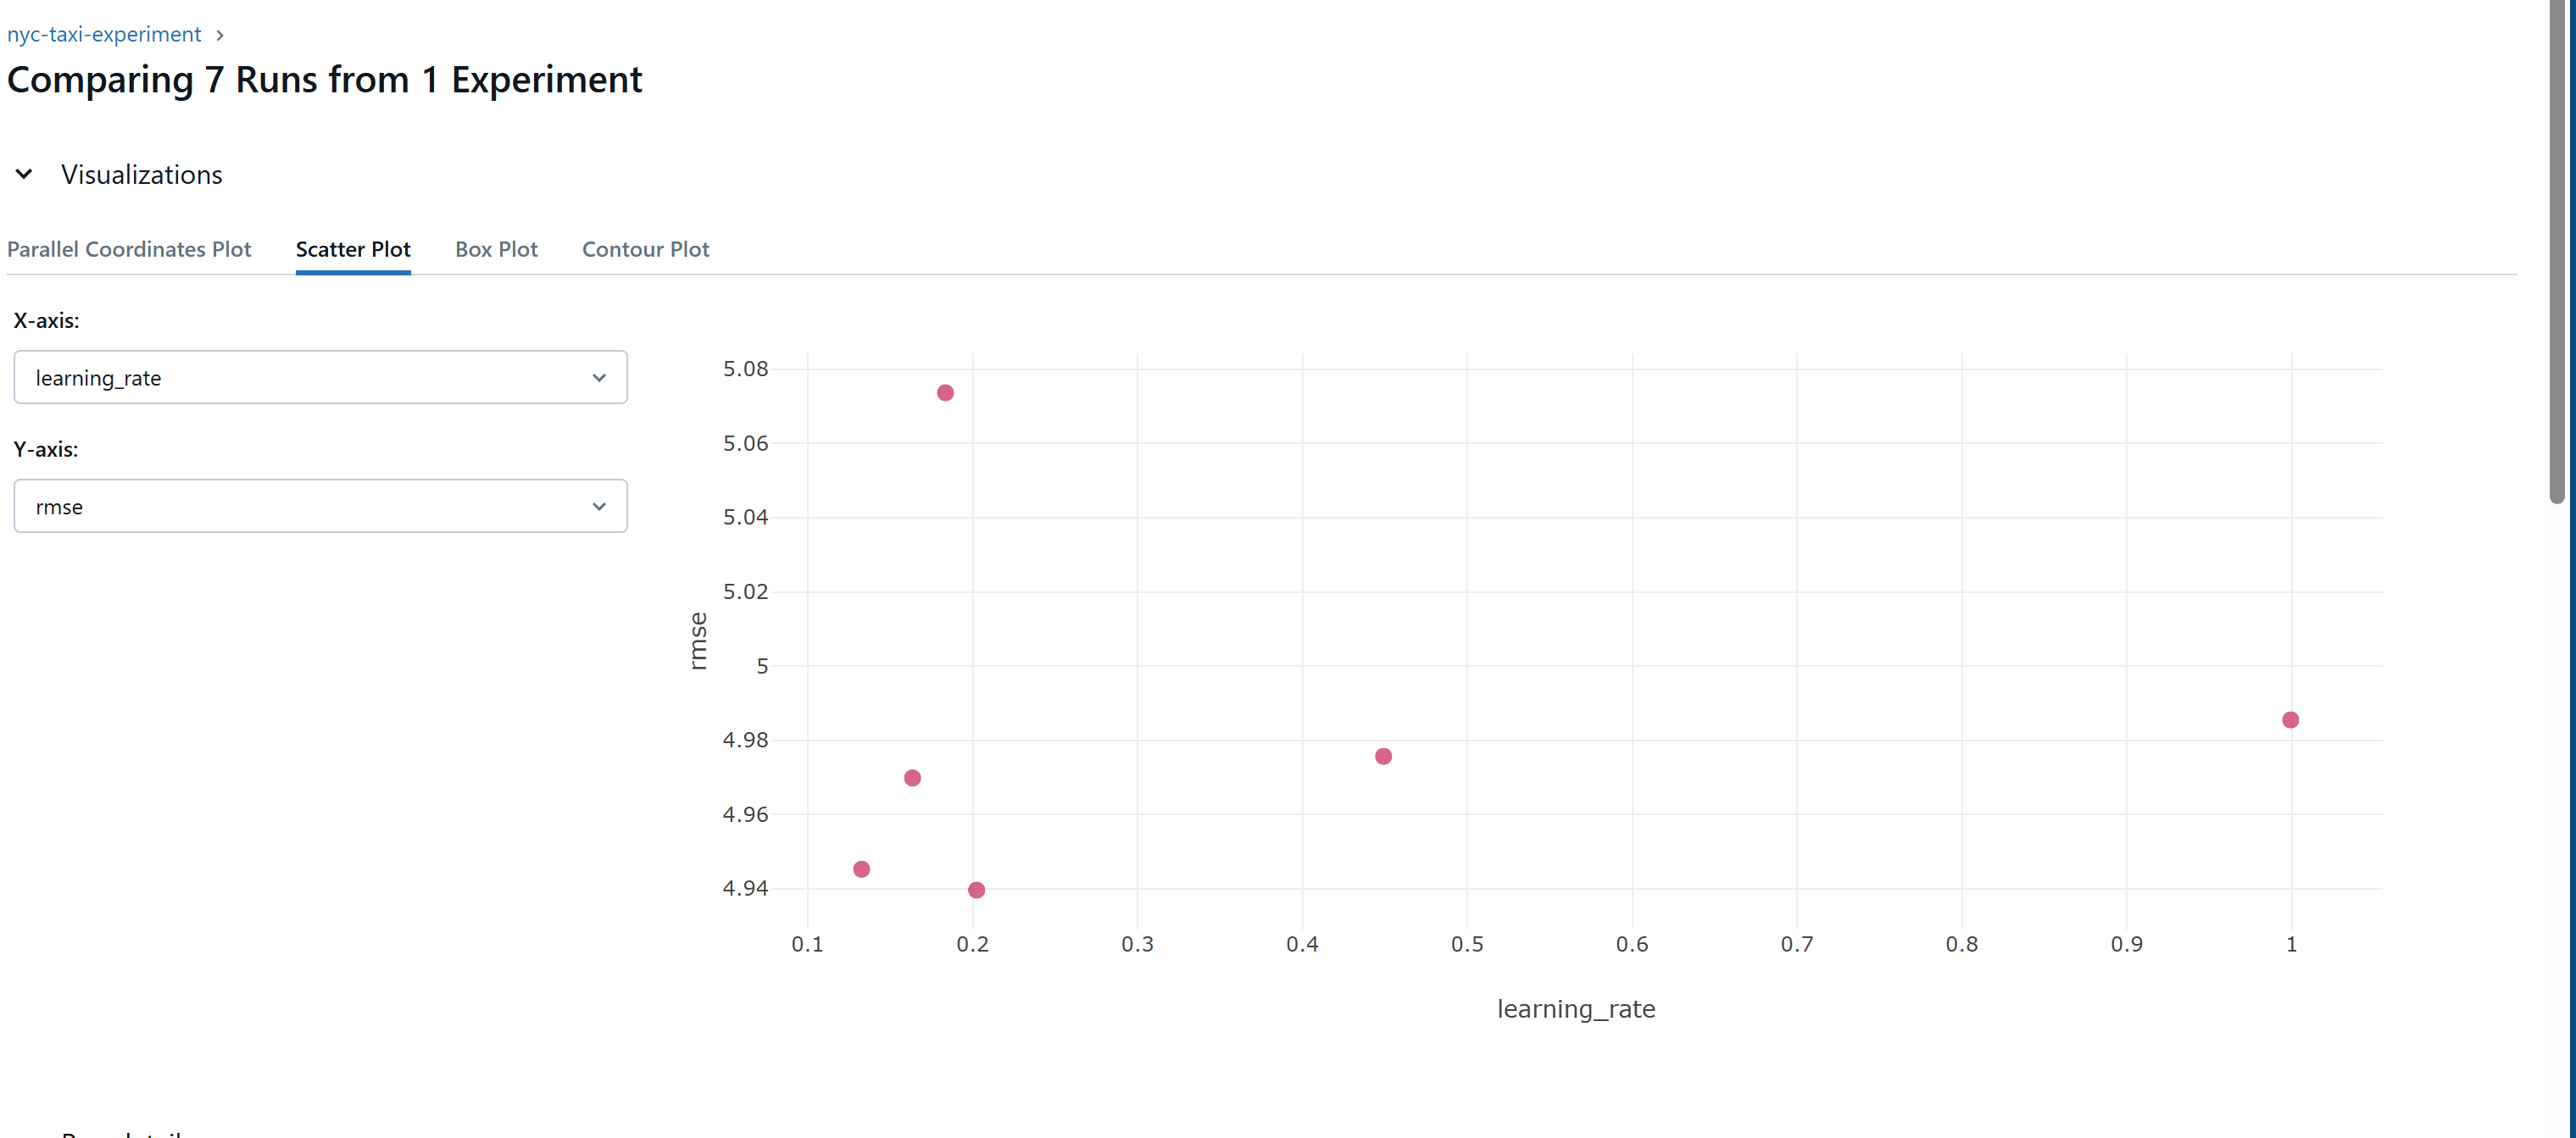 nyc-taxi-experiment
Comparing 7 Runs from 1 Experiment
Visualizations
Parallel Coordinates Plot Scatter Plot Box Plot Contour Plot
X-axis:
learning_rate
Y-axis:
rmse
5.08
5.06
5.04
5.02
5
4.98
4.96
4.94
rmse
0.1 0.2 0.3 0.4 0.5 0.6 0.7 0.8 0.9 1
learning_rate